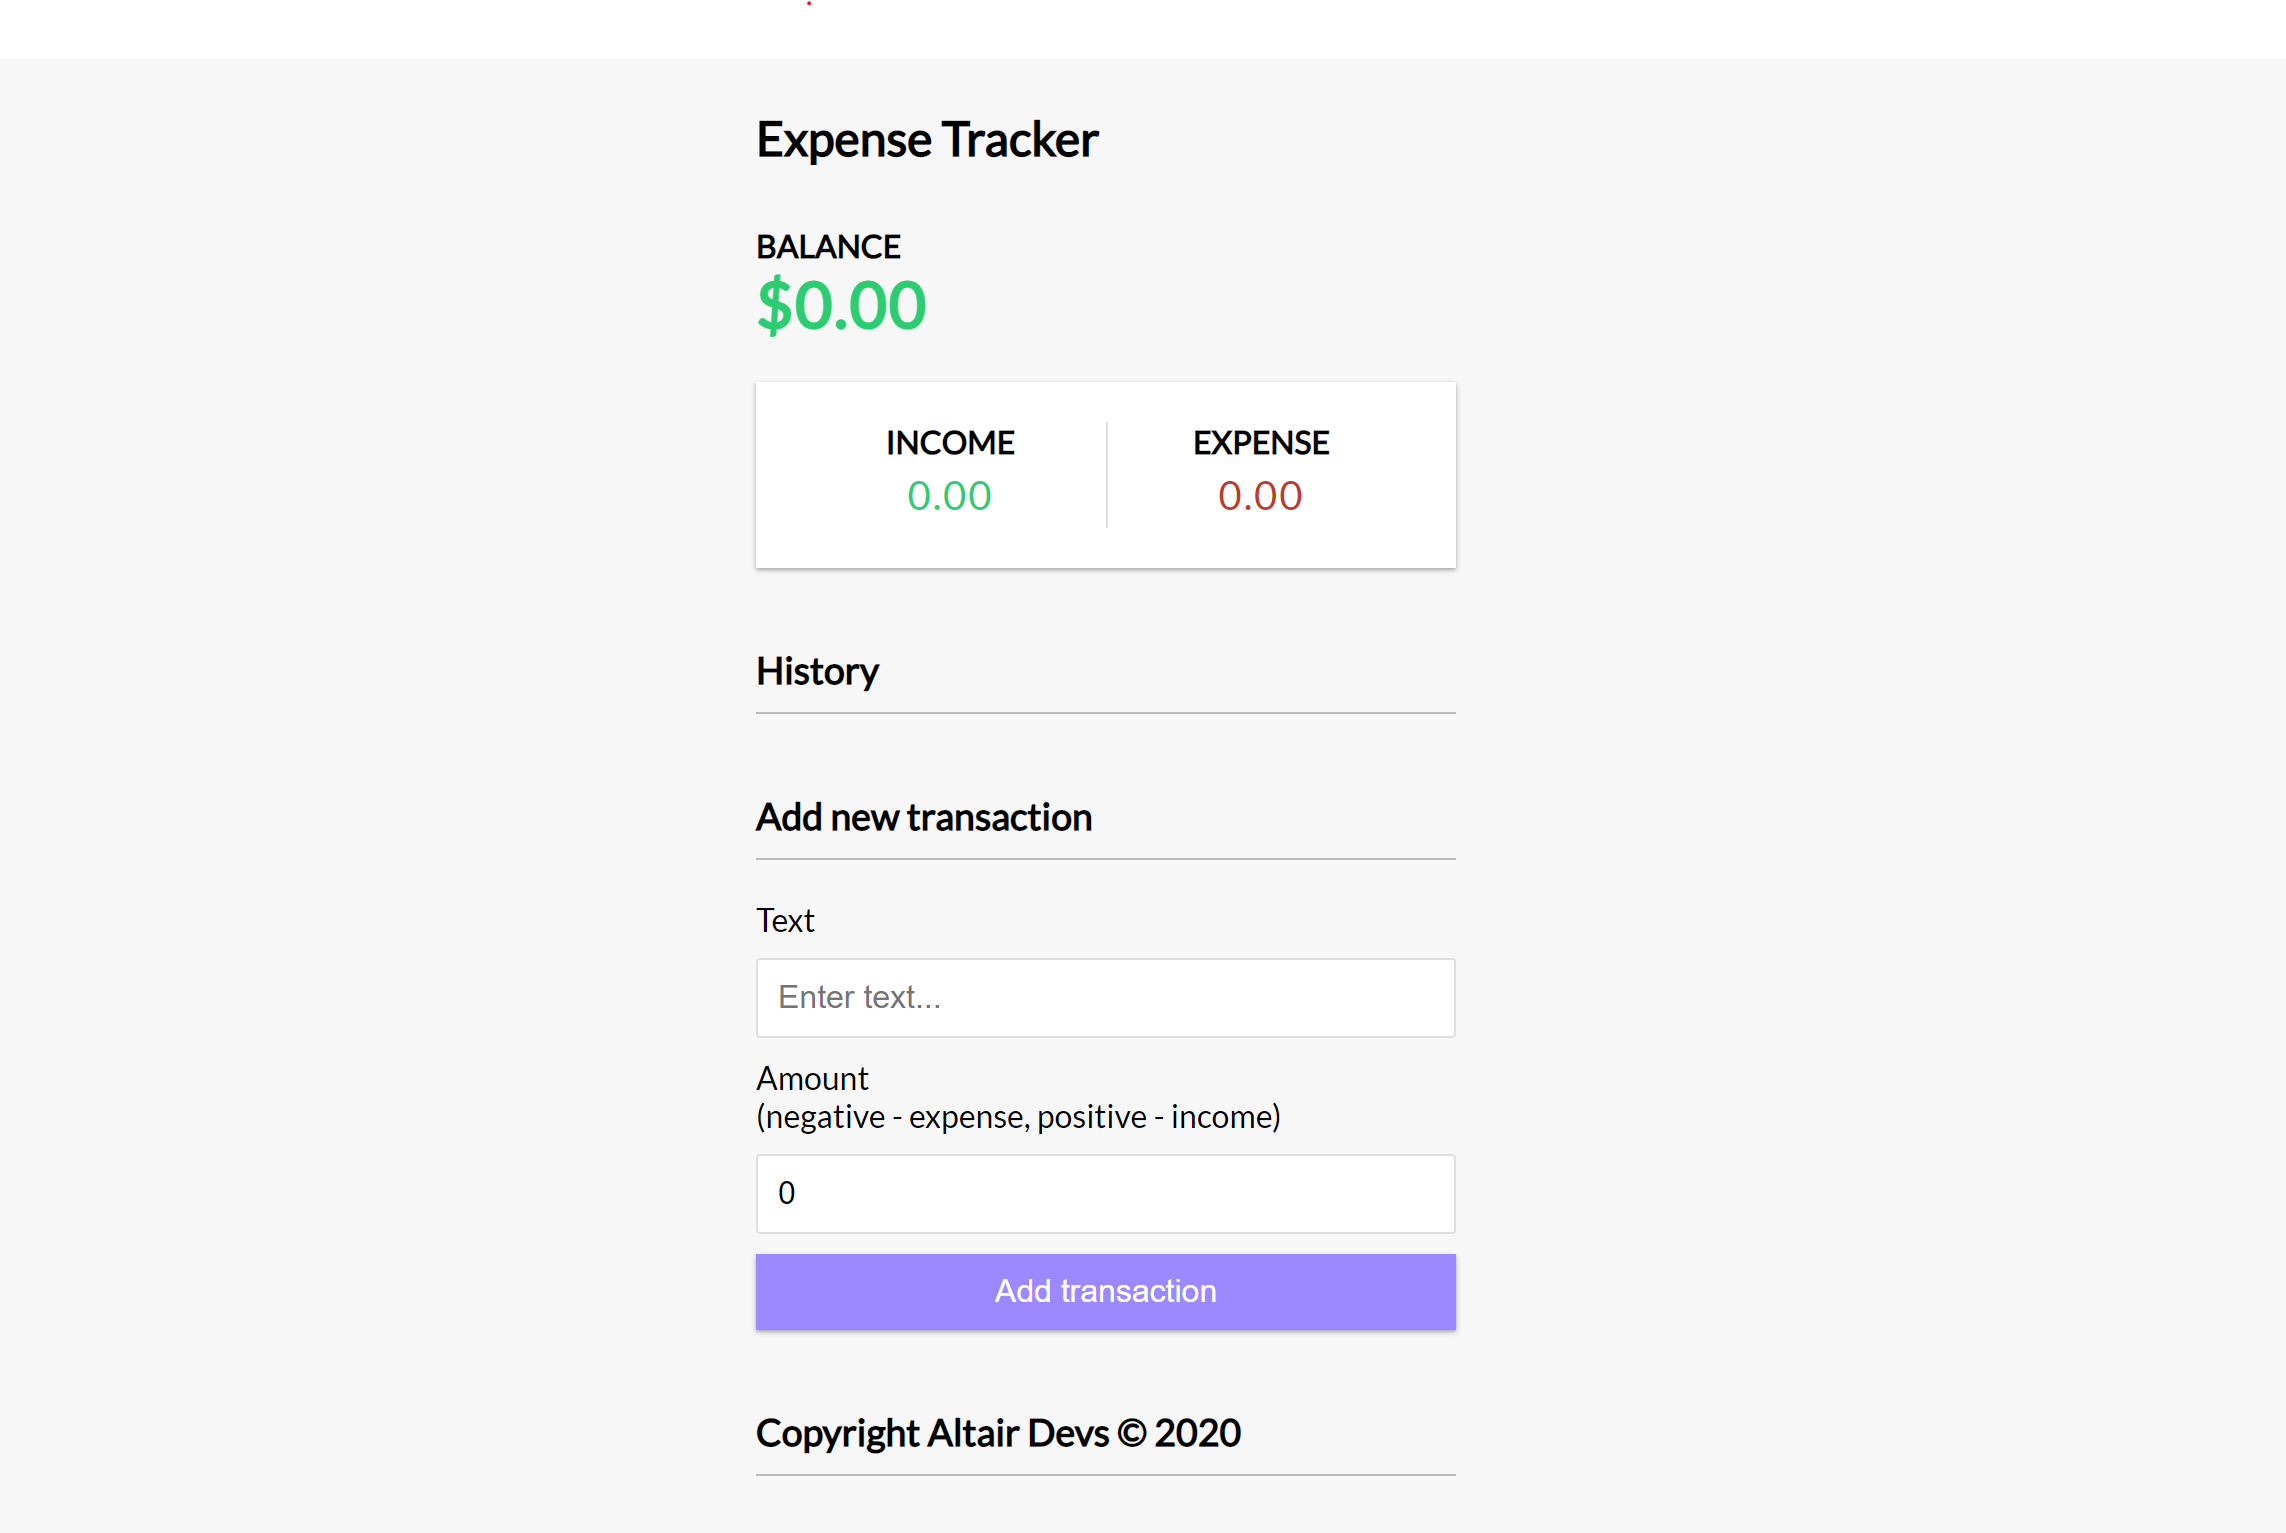 Expense Tracker
BALANCE
$0.00
INCOME EXPENSE
0.00 0.00
History
Add new transaction
Text
Enter text...
Amount
(negative - expense, positive - income)
0
Add transaction
Copyright Altair Devs © 2020